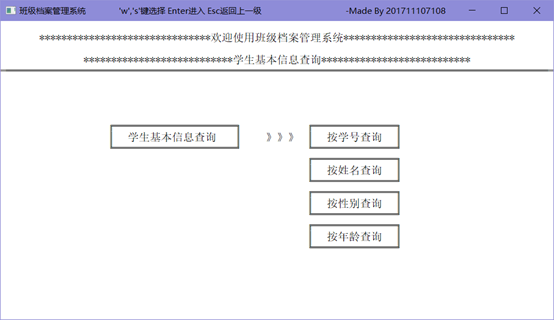 班级档案管理系统 'w','s'键选择 Enter进入 Esc返回上一级 -Made By 201711107108
*******************************欢迎使用班级档案管理系统*******************************
***************************学生基本信息查询***************************
学生基本信息查询 》 》 》 按学号查询
按姓名查询
按性别查询
按年龄查询